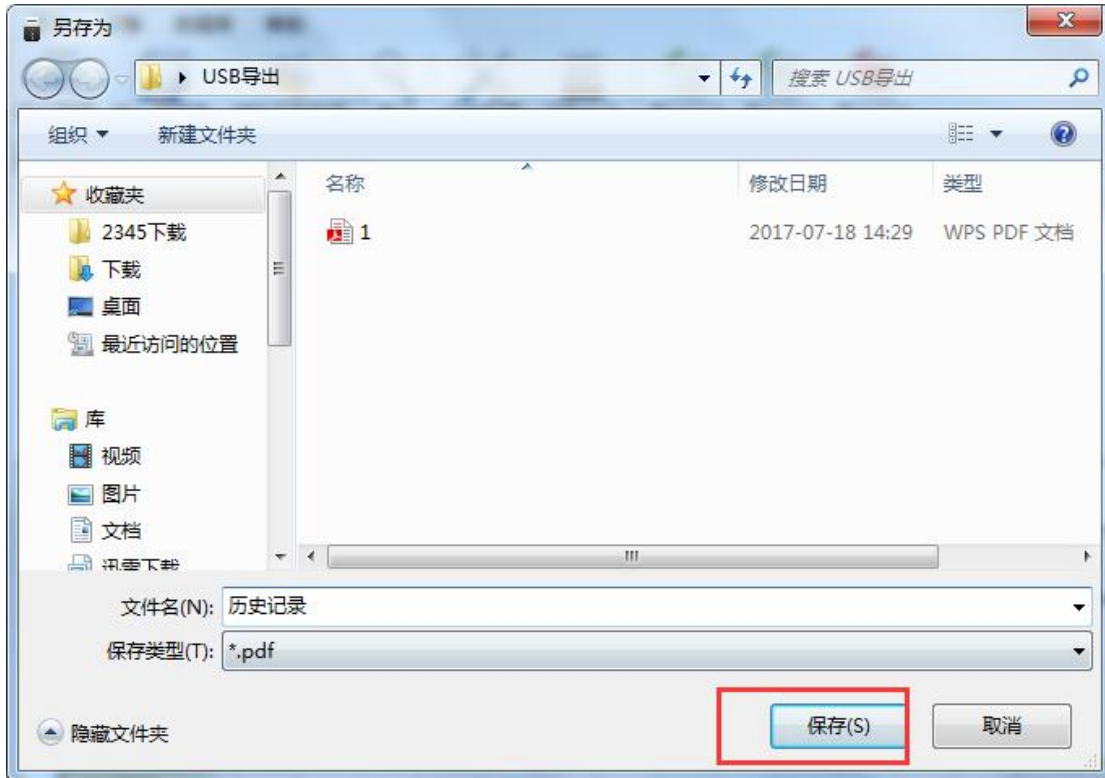 另存为
USB导出
搜索 USB导出
组织
新建文件夹
名称
修改日期
类型
收藏夹
2345下载
1
2017-07-18 14:29
WPS PDF 文档
下载
桌面
最近访问的位置
库
视频
图片
文档
迅雷下载
文件名(N):
历史记录
保存类型(T):
*.pdf
隐藏文件夹
保存(S)
取消